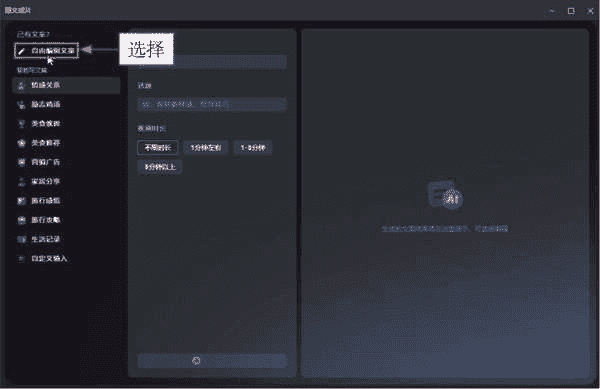 图文成片
已有文章?
自由编辑文案
选择
智能写文案
情感关系
励志鸡汤
美食教程
美食推荐
营销广告
家居分享
旅行感悟
旅行攻略
生活记录
自定义输入
话题
视频时长
不限时长
1分钟左右
1-3分钟
3分钟以上
AI